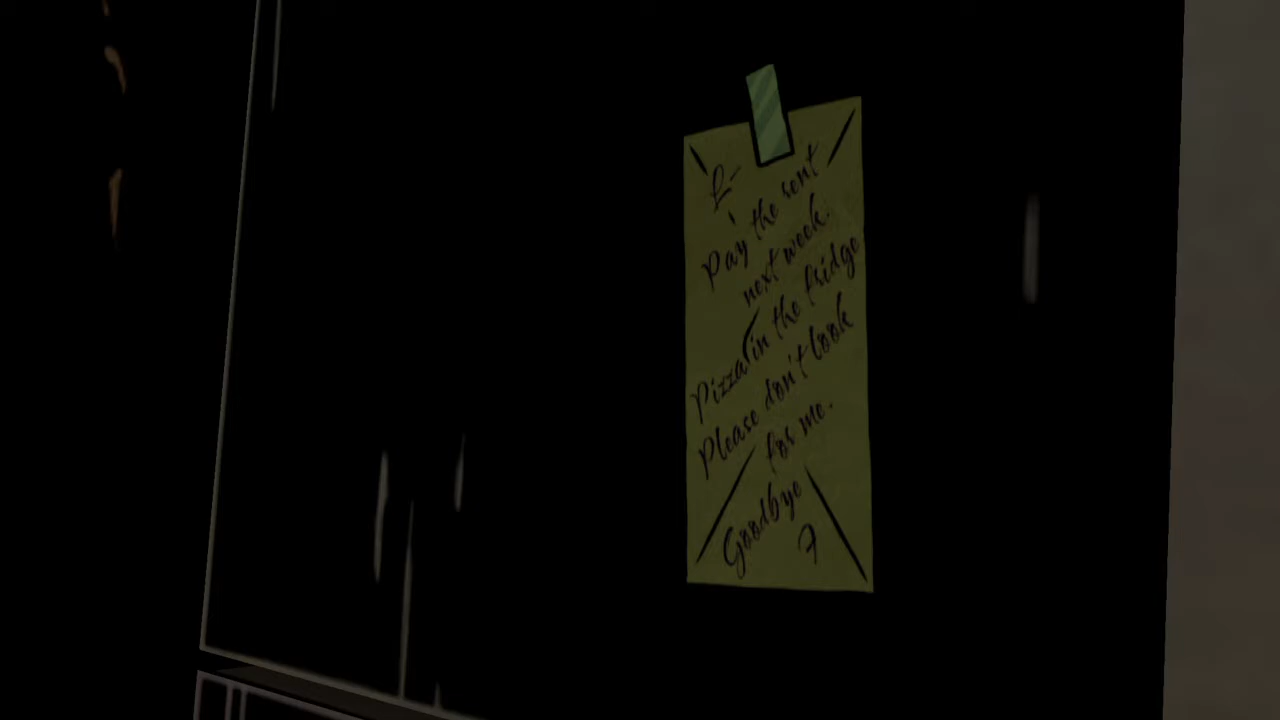 R-
Pay the rent
next week.
Pizza in the fridge
Please don't look
for me.
Goodbye
F